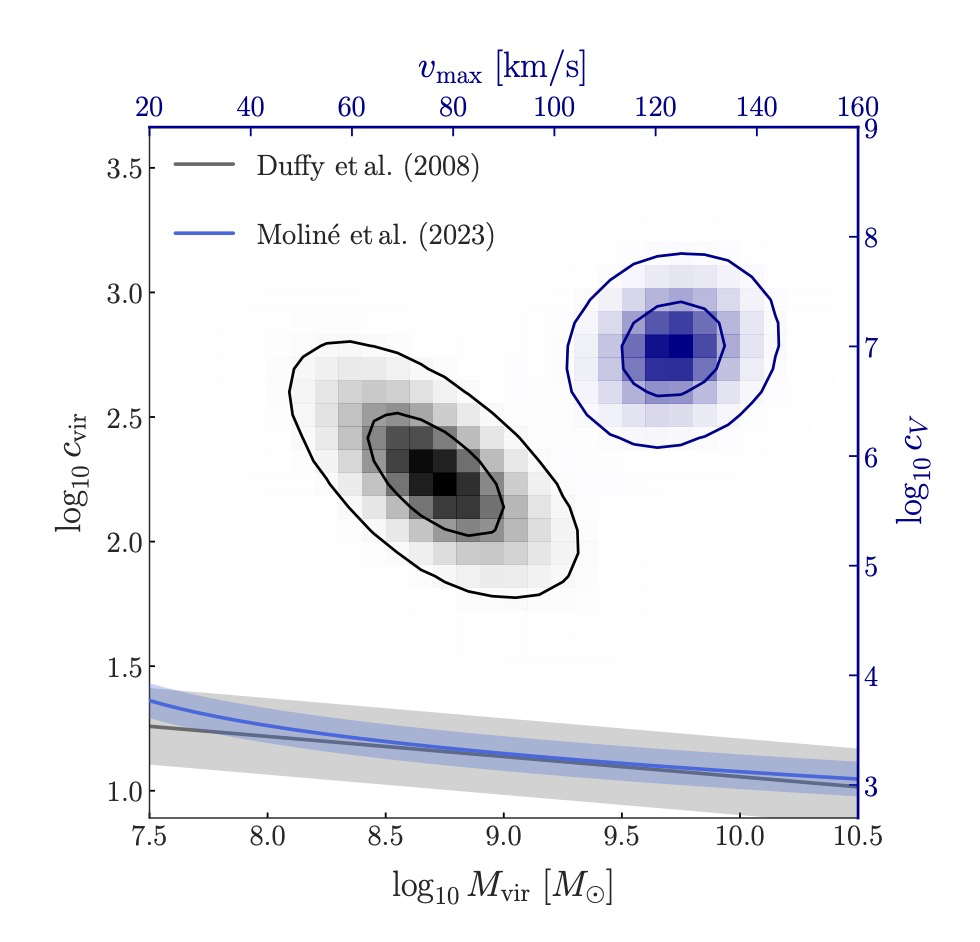 v_max [km/s]
20 40 60 80 100 120 140 160
Duffy et al. (2008)
Moliné et al. (2023)
log₁₀ c_vir
3.5
3.0
2.5
2.0
1.5
1.0
9
8
7
6
5
4
3
log₁₀ c_V
7.5 8.0 8.5 9.0 9.5 10.0 10.5
log₁₀ M_vir [M_⊙]